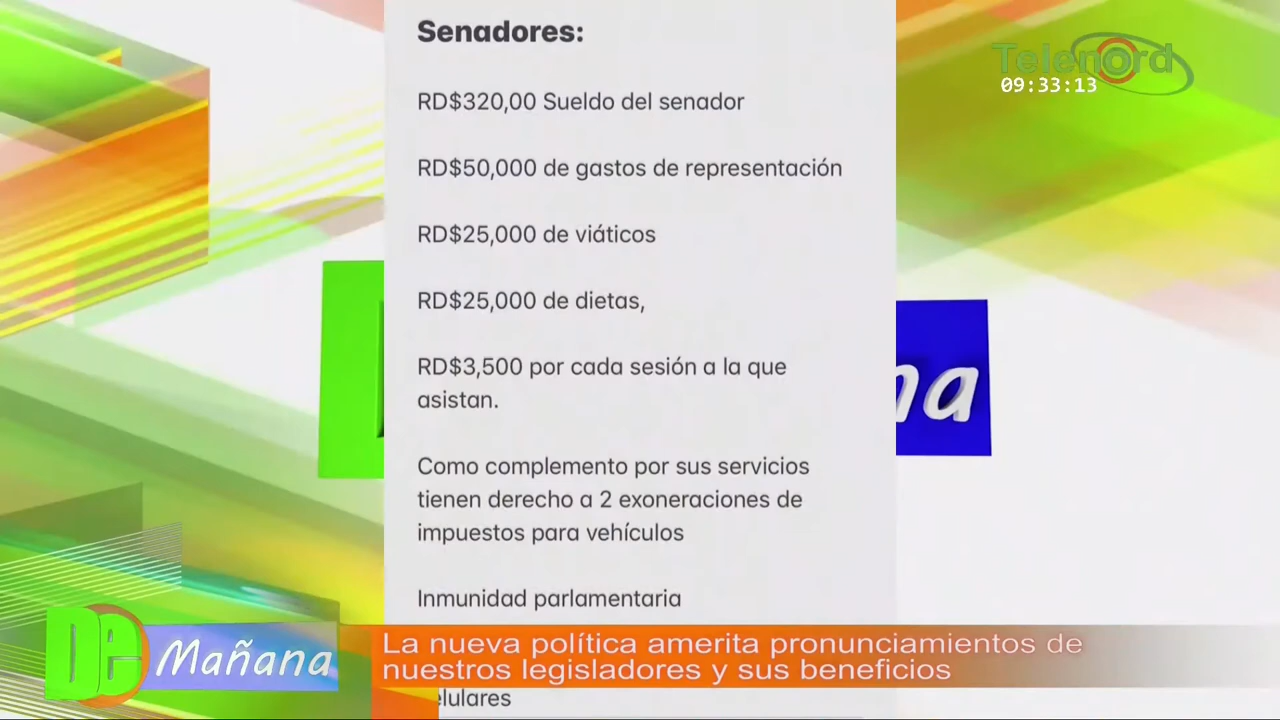 Senadores:
Telenord
09:33:13
RD$320,00 Sueldo del senador
RD$50,000 de gastos de representación
RD$25,000 de viáticos
RD$25,000 de dietas,
RD$3,500 por cada sesión a la que
asistan.
na
Como complemento por sus servicios
tienen derecho a 2 exoneraciones de
impuestos para vehículos
Inmunidad parlamentaria
De Mañana
La nueva política amerita pronunciamientos de
nuestros legisladores y sus beneficios
elulares